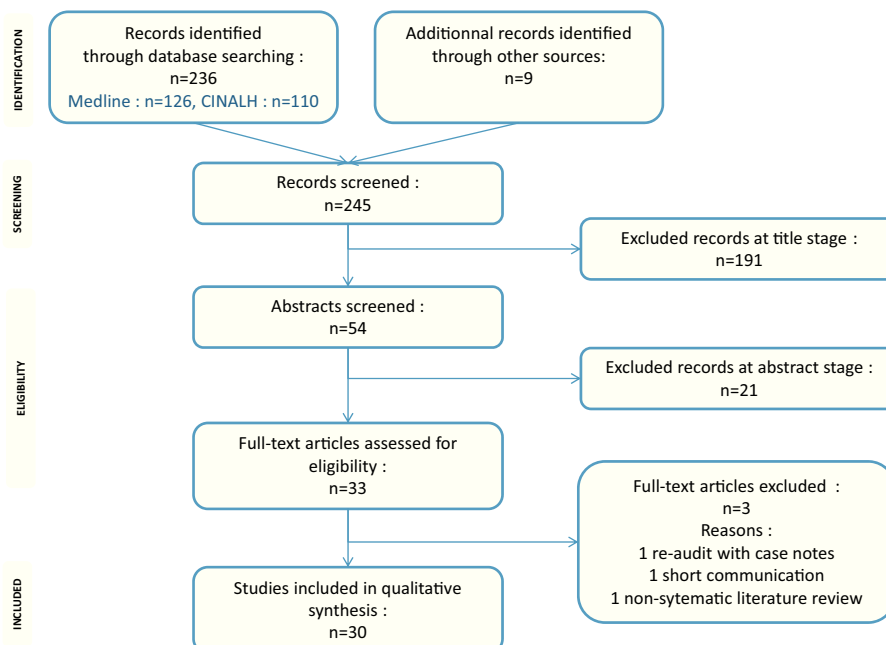 IDENTIFICATION
Records identified
through database searching :
n=236
Medline : n=126, CINALH : n=110
Additionnal records identified
through other sources:
n=9
SCREENING
Records screened :
n=245
Excluded records at title stage :
n=191
ELIGIBILITY
Abstracts screened :
n=54
Excluded records at abstract stage :
n=21
Full-text articles assessed for
eligibility :
n=33
Full-text articles excluded :
n=3
Reasons :
1 re-audit with case notes
1 short communication
1 non-sytematic literature review
INCLUDED
Studies included in qualitative
synthesis :
n=30